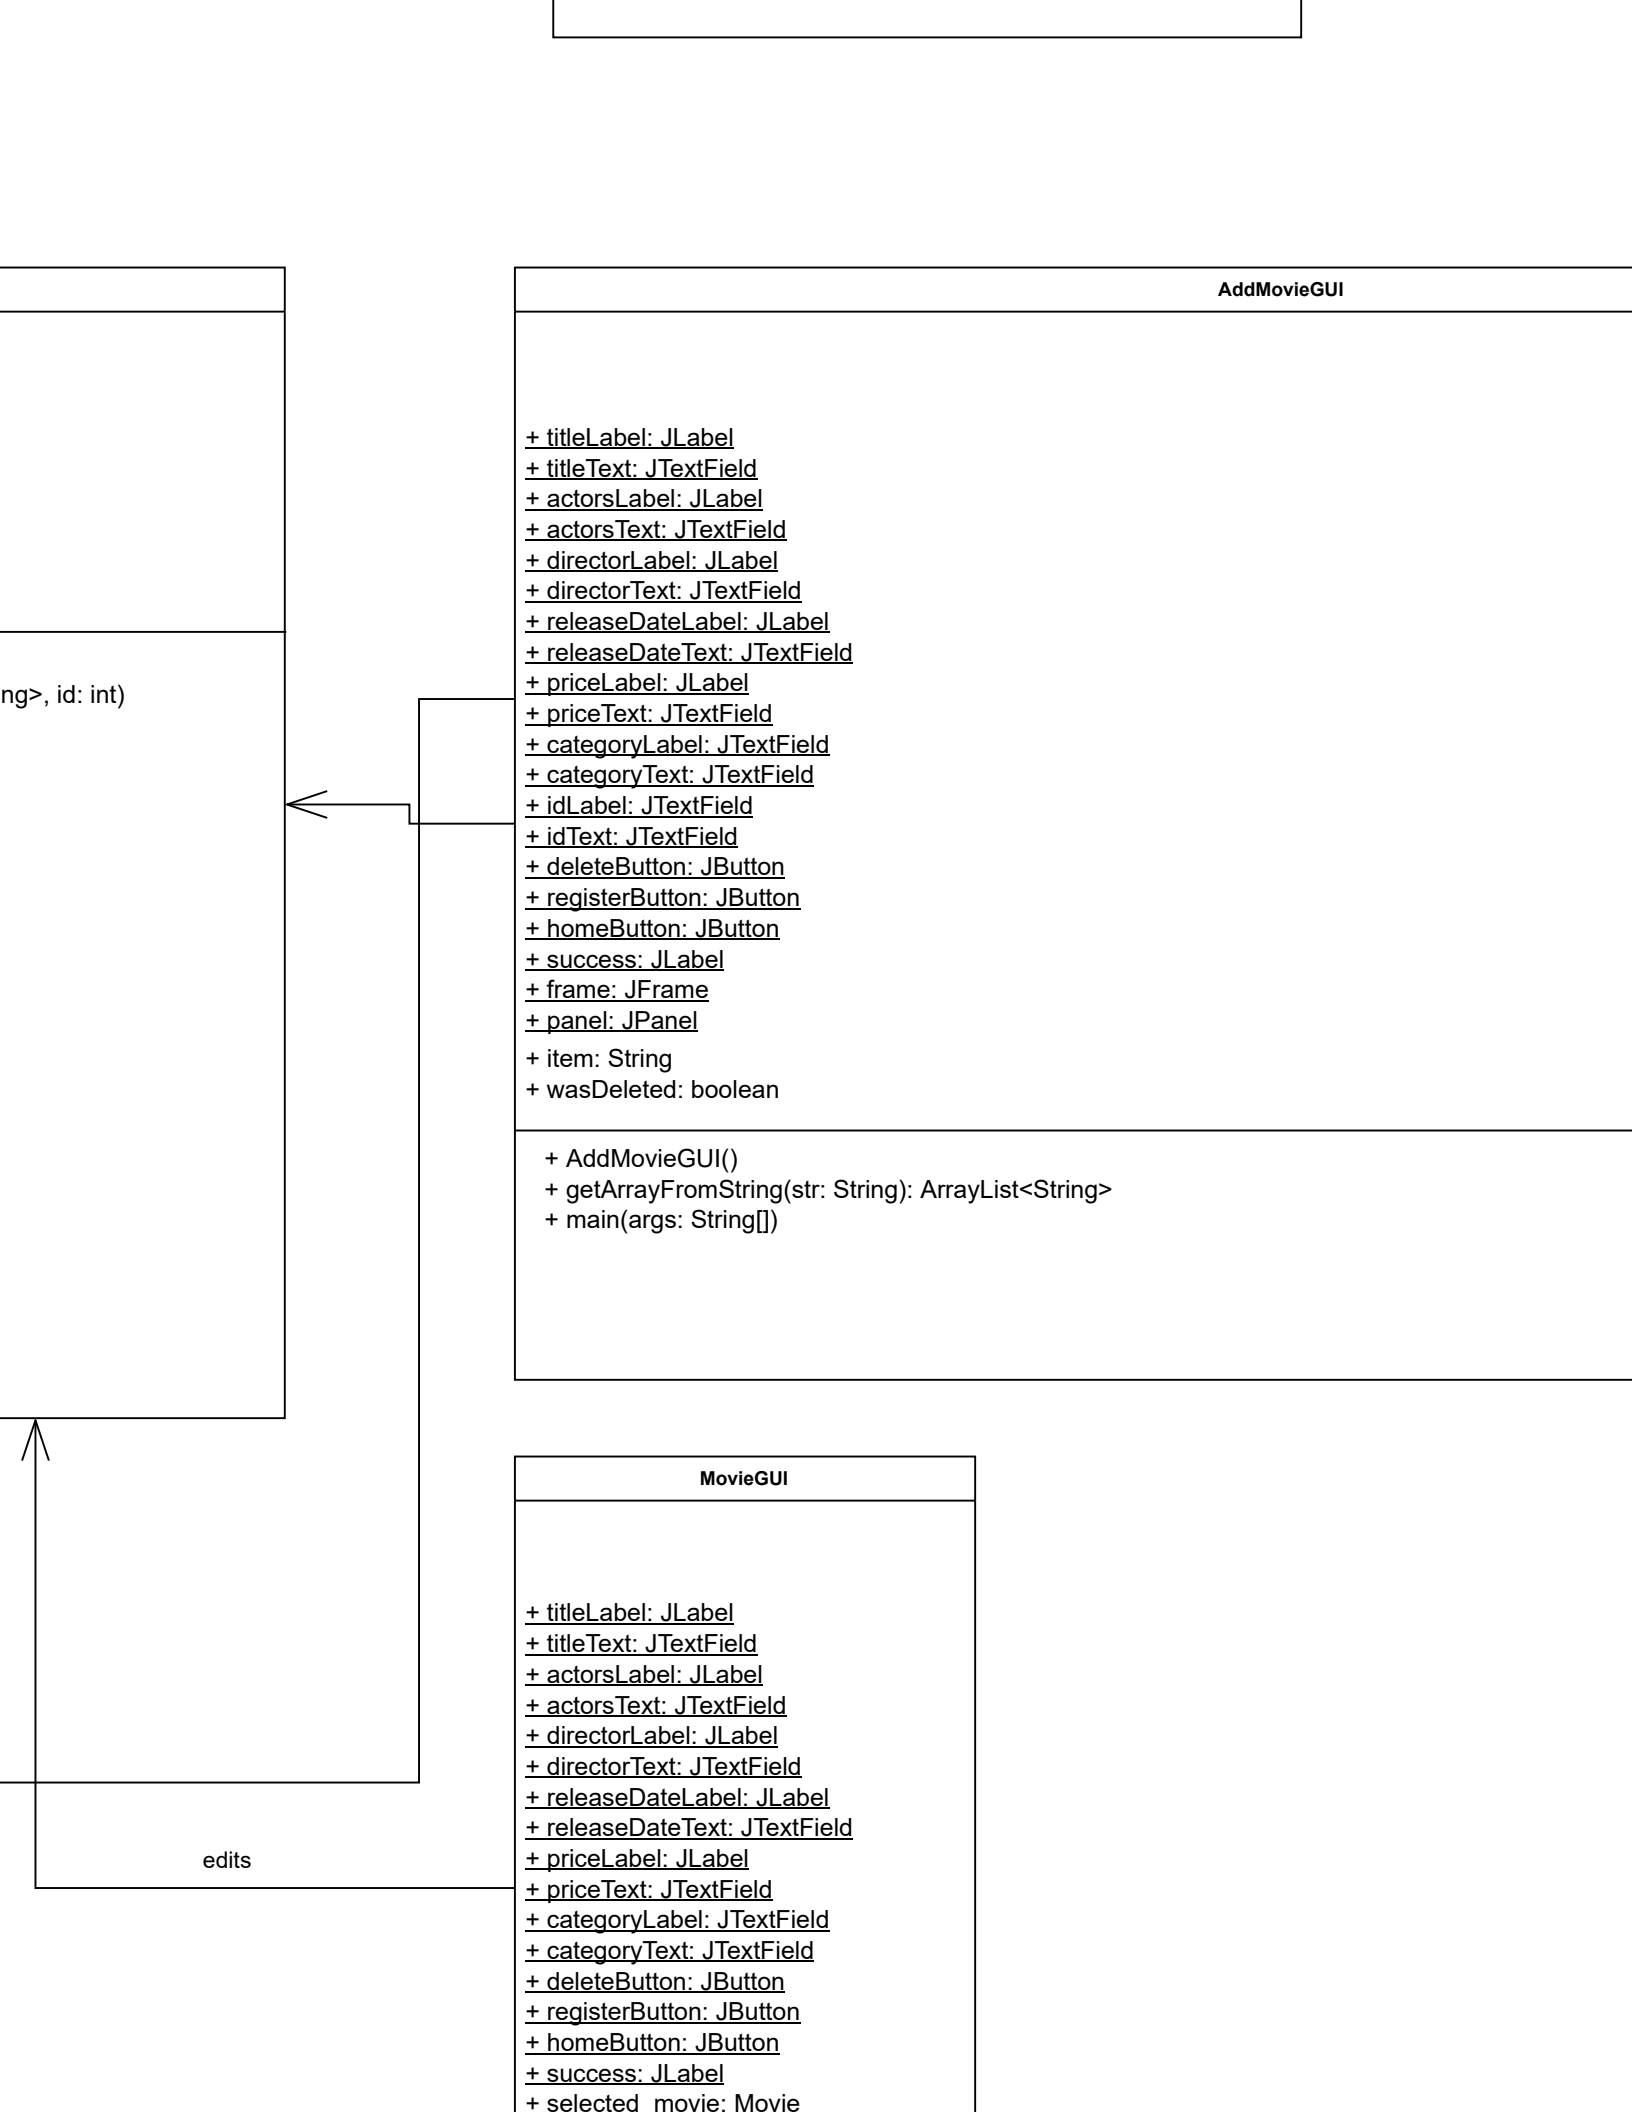 AddMovieGUI
+ titleLabel: JLabel
+ titleText: JTextField
+ actorsLabel: JLabel
+ actorsText: JTextField
+ directorLabel: JLabel
+ directorText: JTextField
+ releaseDateLabel: JLabel
+ releaseDateText: JTextField
+ priceLabel: JLabel
+ priceText: JTextField
+ categoryLabel: JTextField
+ categoryText: JTextField
+ idLabel: JTextField
+ idText: JTextField
+ deleteButton: JButton
+ registerButton: JButton
+ homeButton: JButton
+ success: JLabel
+ frame: JFrame
+ panel: JPanel
+ item: String
+ wasDeleted: boolean
+ AddMovieGUI()
+ getArrayFromString(str: String): ArrayList<String>
+ main(args: String[])
ng>, id: int)
MovieGUI
+ titleLabel: JLabel
+ titleText: JTextField
+ actorsLabel: JLabel
+ actorsText: JTextField
+ directorLabel: JLabel
+ directorText: JTextField
+ releaseDateLabel: JLabel
+ releaseDateText: JTextField
+ priceLabel: JLabel
+ priceText: JTextField
+ categoryLabel: JTextField
+ categoryText: JTextField
+ deleteButton: JButton
+ registerButton: JButton
+ homeButton: JButton
+ success: JLabel
+ selected_movie: Movie
edits